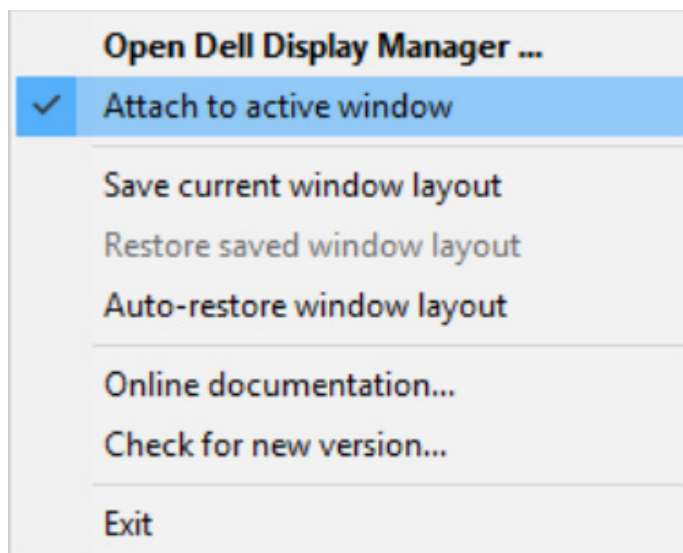 Open Dell Display Manager ...
Attach to active window
Save current window layout
Restore saved window layout
Auto-restore window layout
Online documentation...
Check for new version...
Exit